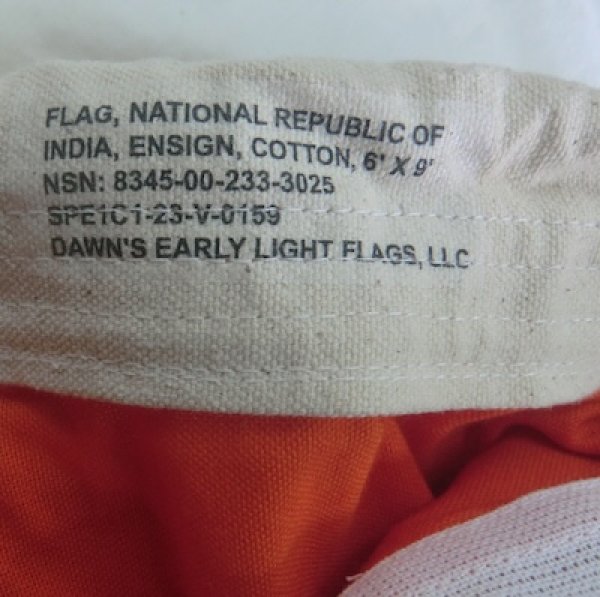 FLAG, NATIONAL REPUBLIC OF
INDIA, ENSIGN, COTTON, 6' X 9'
NSN: 8345-00-233-3025
SPE1C1-23-V-0159
DAWN'S EARLY LIGHT FLAGS, LLC